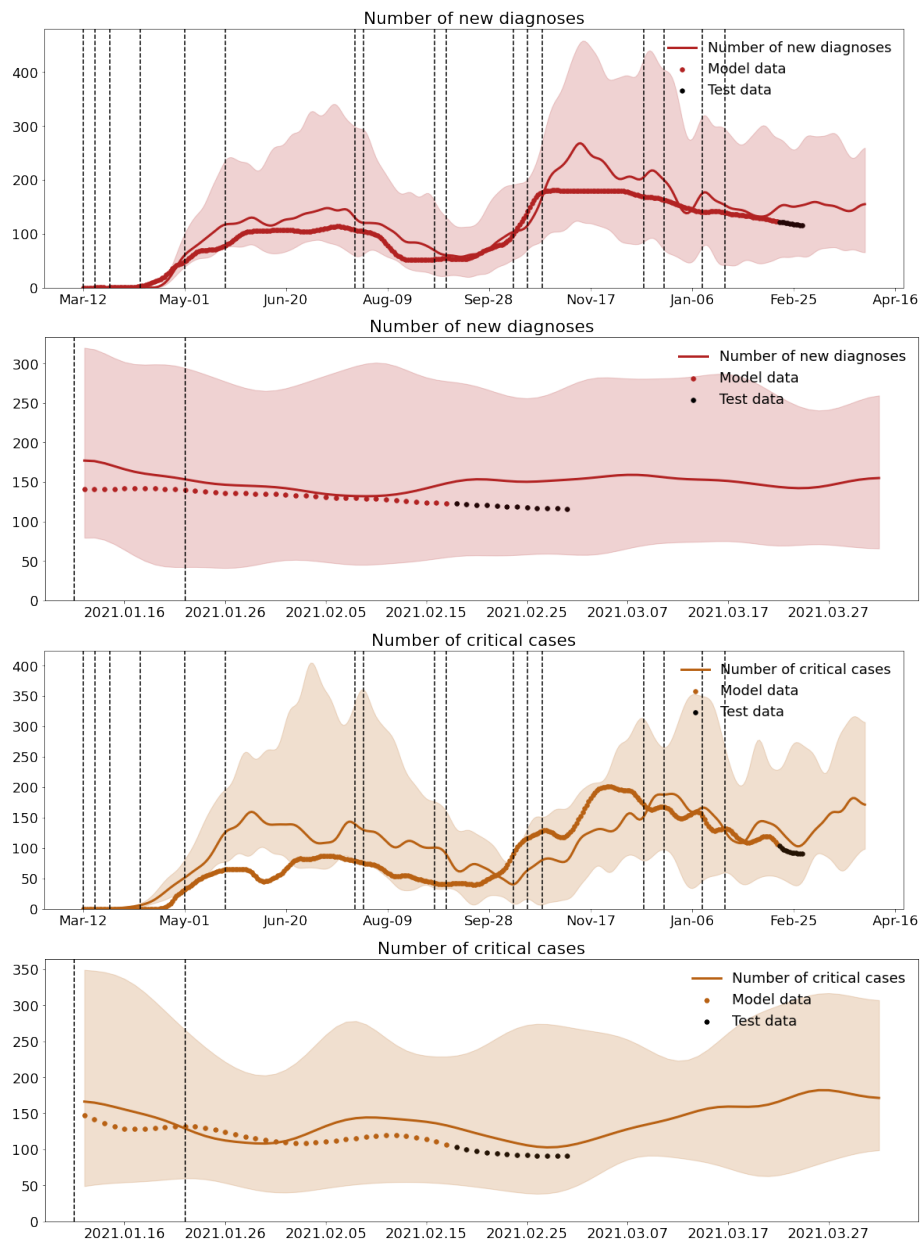 Number of new diagnoses
400
300
200
100
0
Number of new diagnoses
Model data
Test data
Mar-12 May-01 Jun-20 Aug-09 Sep-28 Nov-17 Jan-06 Feb-25 Apr-16
Number of new diagnoses
300
250
200
150
100
50
0
Number of new diagnoses
Model data
Test data
2021.01.16 2021.01.26 2021.02.05 2021.02.15 2021.02.25 2021.03.07 2021.03.17 2021.03.27
Number of critical cases
400
350
300
250
200
150
100
50
0
Number of critical cases
Model data
Test data
Mar-12 May-01 Jun-20 Aug-09 Sep-28 Nov-17 Jan-06 Feb-25 Apr-16
Number of critical cases
350
300
250
200
150
100
50
0
Number of critical cases
Model data
Test data
2021.01.16 2021.01.26 2021.02.05 2021.02.15 2021.02.25 2021.03.07 2021.03.17 2021.03.27